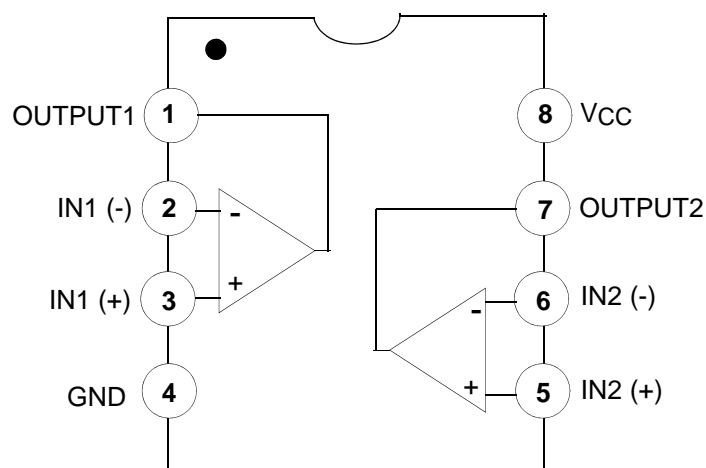 OUTPUT1 1
8 VCC
IN1 (-) 2 -
7 OUTPUT2
IN1 (+) 3 +
- 6 IN2 (-)
GND 4
+ 5 IN2 (+)